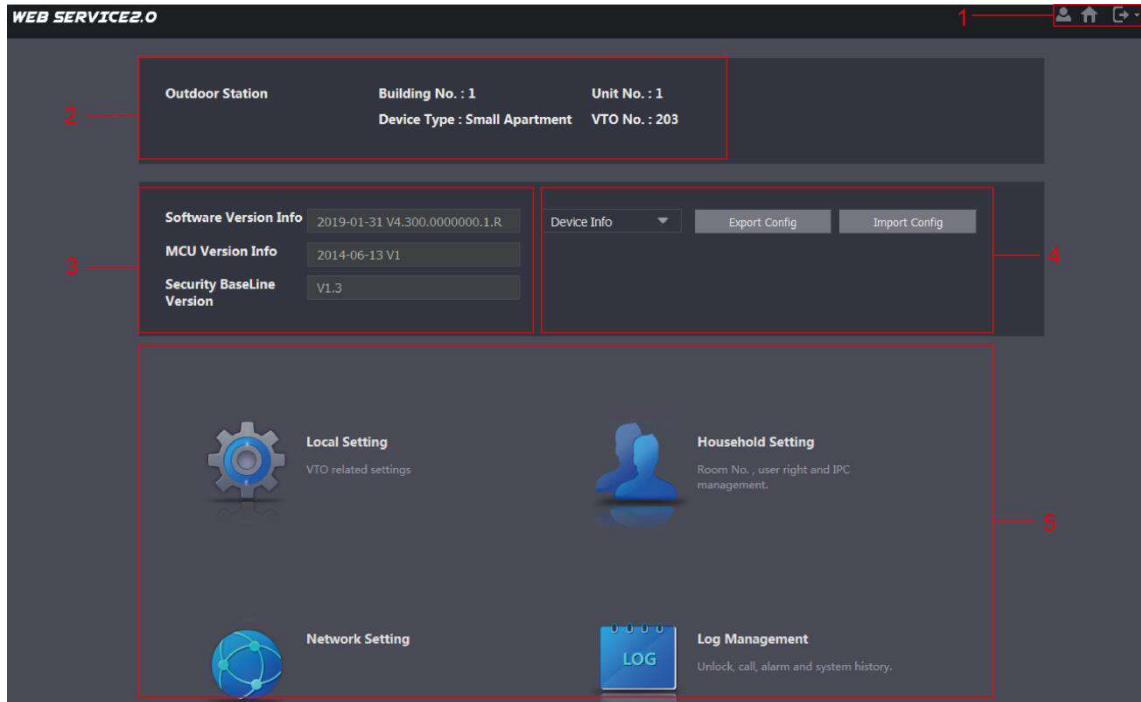 WEB SERVICE2.0
1
Outdoor Station
Building No. : 1
Unit No. : 1
2
Device Type : Small Apartment
VTO No. : 203
Software Version Info
2019-01-31 V4.300.0000000.1.R
Device Info
Export Config
Import Config
MCU Version Info
2014-06-13 V1
3
4
Security BaseLine
Version
V1.3
Local Setting
VTO related settings
Household Setting
Room No. , user right and IPC
management.
5
Network Setting
LOG
Log Management
Unlock, call, alarm and system history.